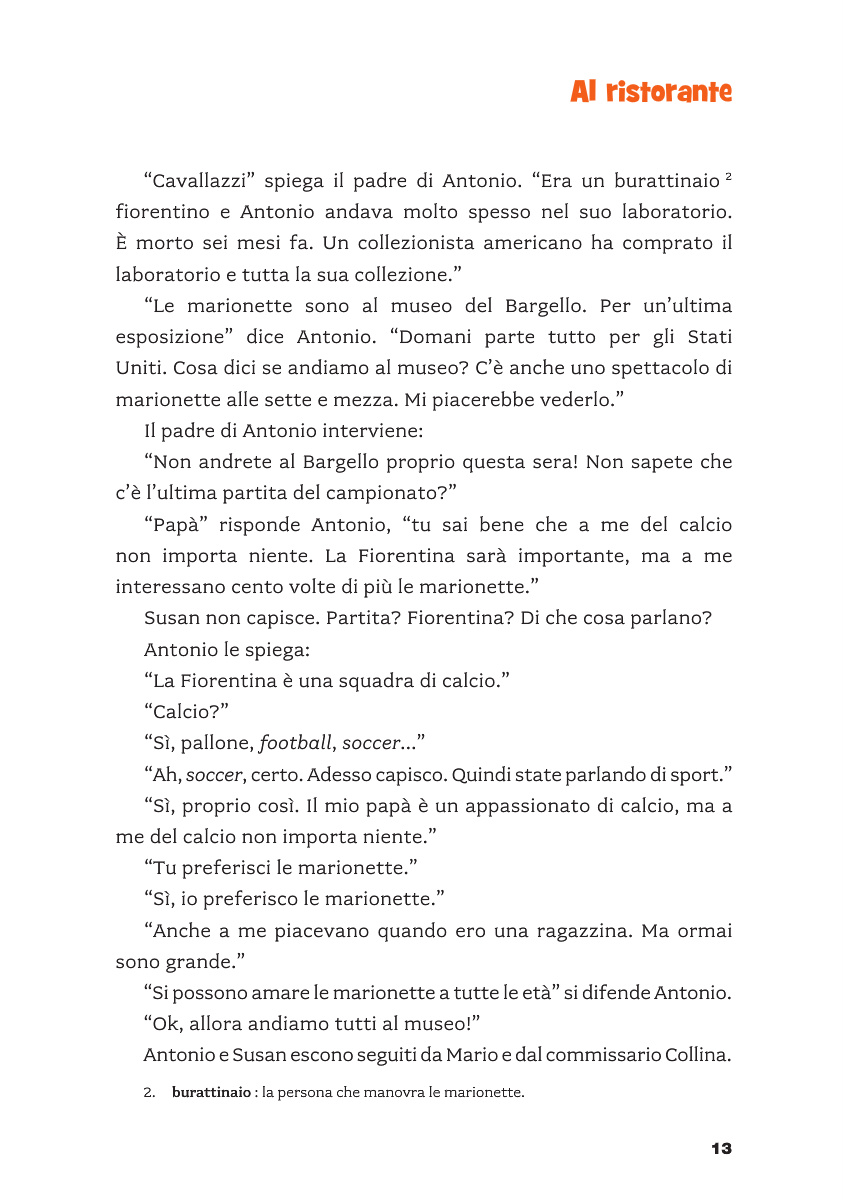 Al ristorante
“Cavallazzi” spiega il padre di Antonio. “Era un burattinaio ²
fiorentino e Antonio andava molto spesso nel suo laboratorio.
È morto sei mesi fa. Un collezionista americano ha comprato il
laboratorio e tutta la sua collezione.”
“Le marionette sono al museo del Bargello. Per un’ultima
esposizione” dice Antonio. “Domani parte tutto per gli Stati
Uniti. Cosa dici se andiamo al museo? C’è anche uno spettacolo di
marionette alle sette e mezza. Mi piacerebbe vederlo.”
Il padre di Antonio interviene:
“Non andrete al Bargello proprio questa sera! Non sapete che
c’è l’ultima partita del campionato?”
“Papà” risponde Antonio, “tu sai bene che a me del calcio
non importa niente. La Fiorentina sarà importante, ma a me
interessano cento volte di più le marionette.”
Susan non capisce. Partita? Fiorentina? Di che cosa parlano?
Antonio le spiega:
“La Fiorentina è una squadra di calcio.”
“Calcio?”
“Sì, pallone, football, soccer...”
“Ah, soccer, certo. Adesso capisco. Quindi state parlando di sport.”
“Sì, proprio così. Il mio papà è un appassionato di calcio, ma a
me del calcio non importa niente.”
“Tu preferisci le marionette.”
“Sì, io preferisco le marionette.”
“Anche a me piacevano quando ero una ragazzina. Ma ormai
sono grande.”
“Si possono amare le marionette a tutte le età” si difende Antonio.
“Ok, allora andiamo tutti al museo!”
Antonio e Susan escono seguiti da Mario e dal commissario Collina.
2. burattinaio : la persona che manovra le marionette.
13